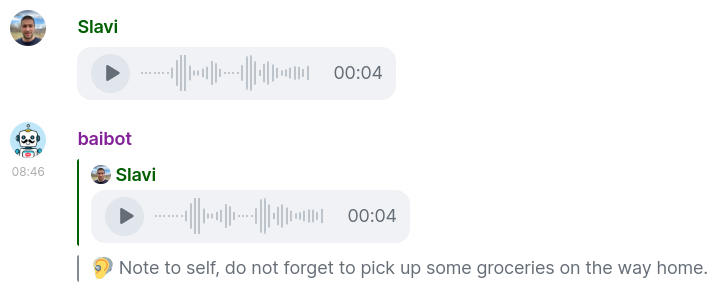 Slavi
00:04
baibot
08:46
Slavi
00:04
🦻 Note to self, do not forget to pick up some groceries on the way home.